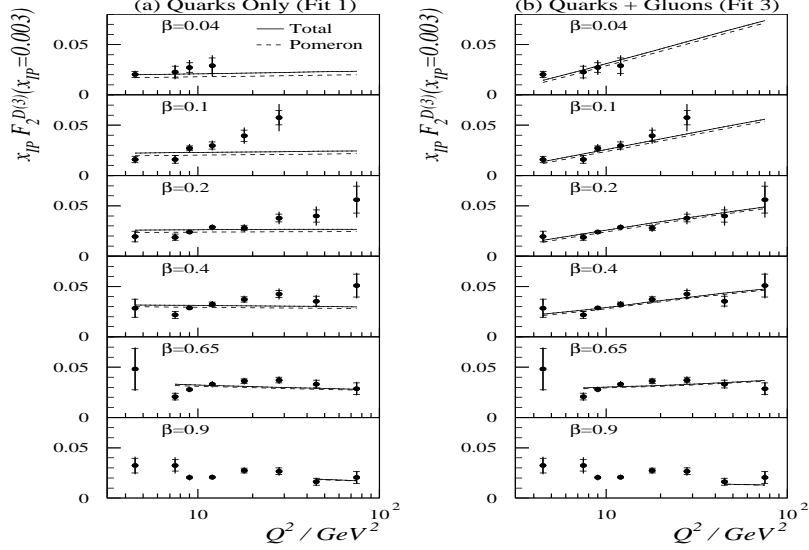 (a) Quarks Only (Fit 1)
(b) Quarks + Gluons (Fit 3)
x_IP F_2^D(3)(x_IP=0.003)
0.05
β=0.04
Total
Pomeron
0
0.05
β=0.1
0
0.05
β=0.2
0
0.05
β=0.4
0
0.05
β=0.65
0
0.05
β=0.9
0
10
10^2
Q^2 / GeV^2
x_IP F_2^D(3)(x_IP=0.003)
0.05
β=0.04
0
0.05
β=0.1
0
0.05
β=0.2
0
0.05
β=0.4
0
0.05
β=0.65
0
0.05
β=0.9
0
10
10^2
Q^2 / GeV^2